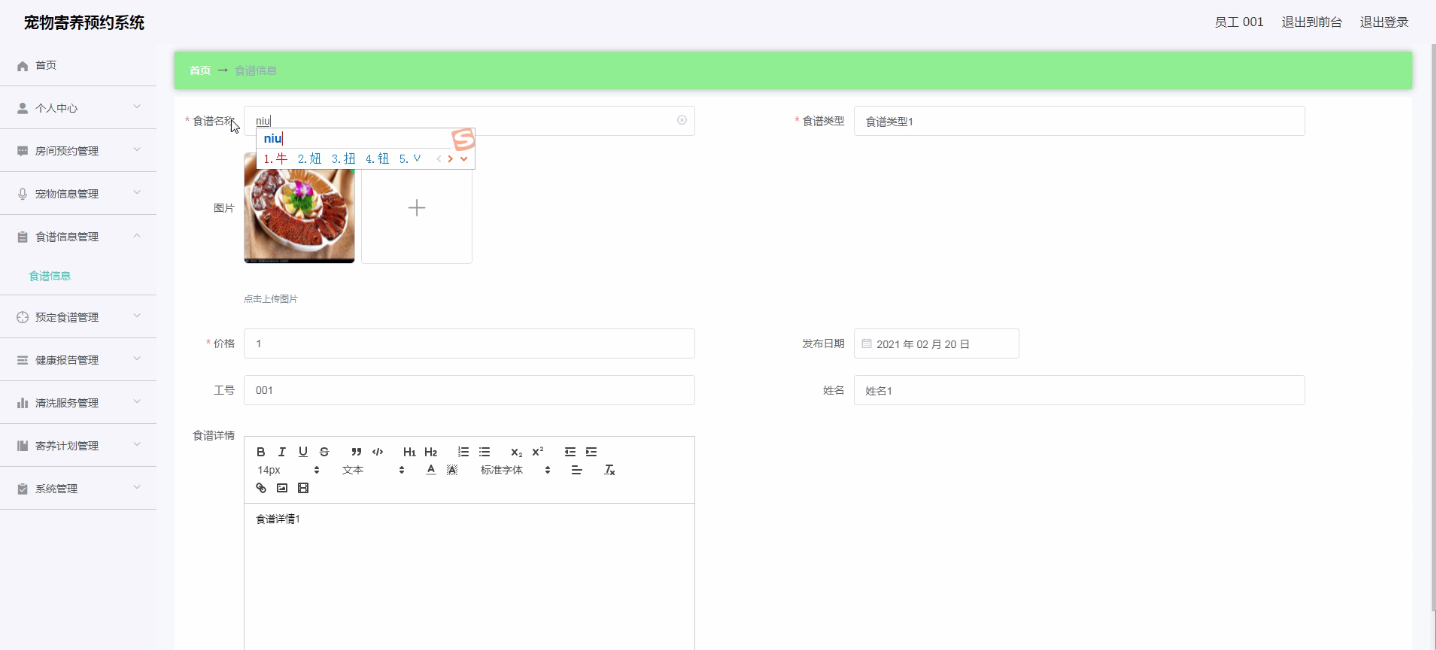 宠物寄养预约系统
员工 001 退出到前台 退出登录
首页
个人中心
房间预约管理
宠物信息管理
食谱信息管理
食谱信息
预定食谱管理
健康报告管理
清洗服务管理
寄养计划管理
系统管理
首页 → 食谱信息
* 食谱名称 niu
niu
1.牛 2.妞 3.扭 4.钮 5.∨
* 食谱类型 食谱类型1
图片
点击上传图片
* 价格 1
发布日期 2021 年 02 月 20 日
工号 001
姓名 姓名1
食谱详情
B I U S ” </> H1 H2 X₂ X²
14px 文本 A A 标准字体 Tx
食谱详情1